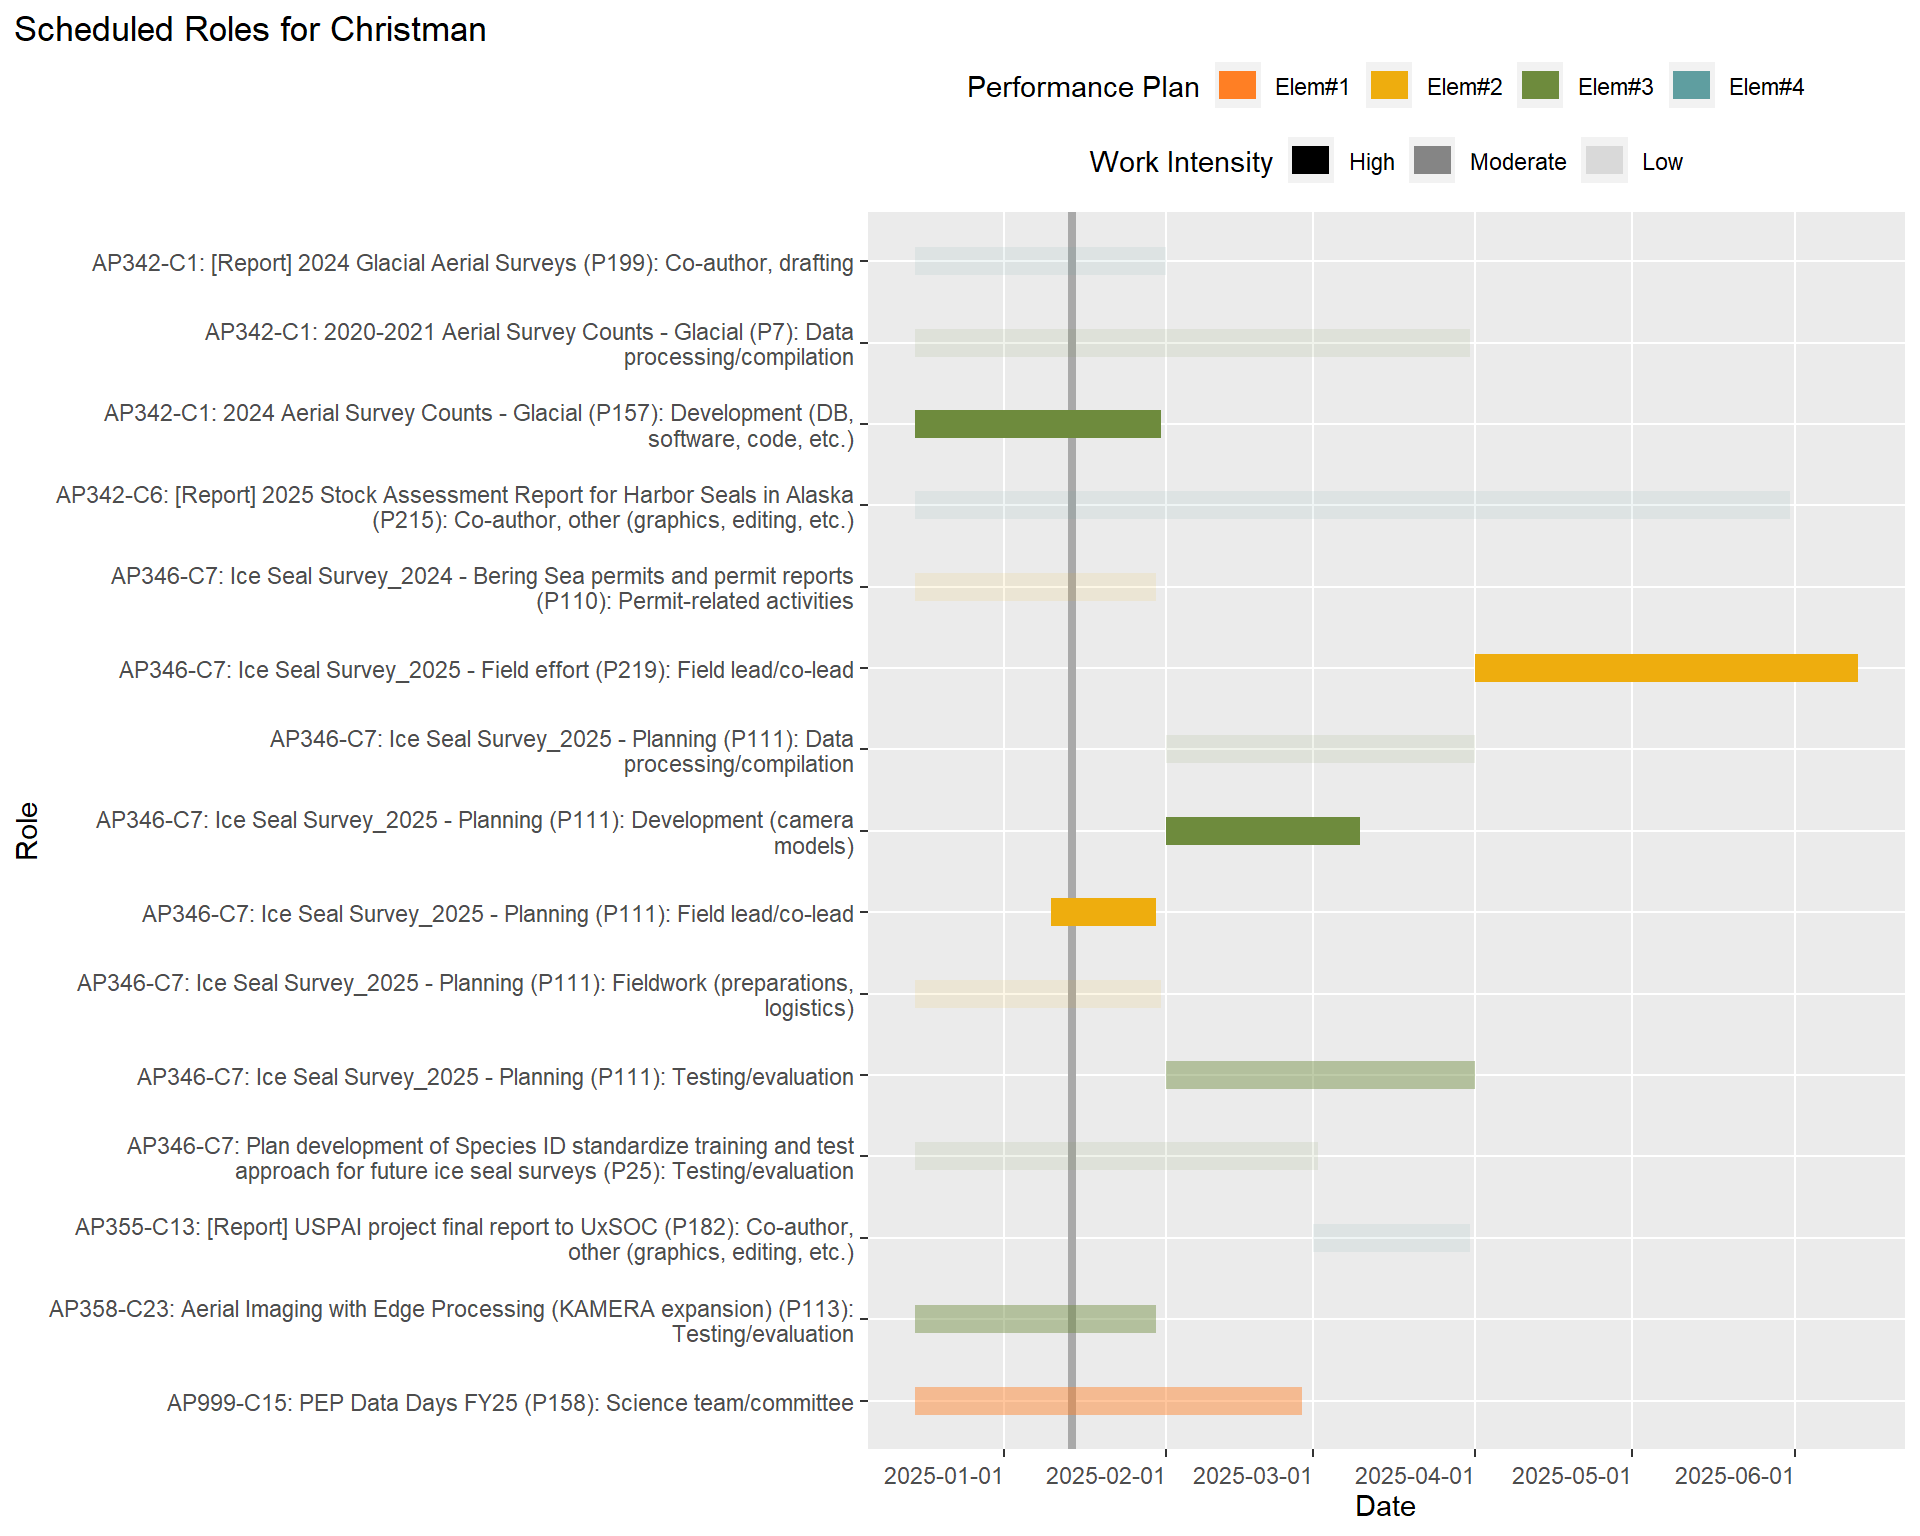 Scheduled Roles for Christman
Performance Plan Elem#1 Elem#2 Elem#3 Elem#4
Work Intensity High Moderate Low
AP342-C1: [Report] 2024 Glacial Aerial Surveys (P199): Co-author, drafting
AP342-C1: 2020-2021 Aerial Survey Counts - Glacial (P7): Data
processing/compilation
AP342-C1: 2024 Aerial Survey Counts - Glacial (P157): Development (DB,
software, code, etc.)
AP342-C6: [Report] 2025 Stock Assessment Report for Harbor Seals in Alaska
(P215): Co-author, other (graphics, editing, etc.)
AP346-C7: Ice Seal Survey_2024 - Bering Sea permits and permit reports
(P110): Permit-related activities
AP346-C7: Ice Seal Survey_2025 - Field effort (P219): Field lead/co-lead
AP346-C7: Ice Seal Survey_2025 - Planning (P111): Data
processing/compilation
AP346-C7: Ice Seal Survey_2025 - Planning (P111): Development (camera
models)
AP346-C7: Ice Seal Survey_2025 - Planning (P111): Field lead/co-lead
AP346-C7: Ice Seal Survey_2025 - Planning (P111): Fieldwork (preparations,
logistics)
AP346-C7: Ice Seal Survey_2025 - Planning (P111): Testing/evaluation
AP346-C7: Plan development of Species ID standardize training and test
approach for future ice seal surveys (P25): Testing/evaluation
AP355-C13: [Report] USPAI project final report to UxSOC (P182): Co-author,
other (graphics, editing, etc.)
AP358-C23: Aerial Imaging with Edge Processing (KAMERA expansion) (P113):
Testing/evaluation
AP999-C15: PEP Data Days FY25 (P158): Science team/committee
Role
2025-01-01 2025-02-01 2025-03-01 2025-04-01 2025-05-01 2025-06-01
Date